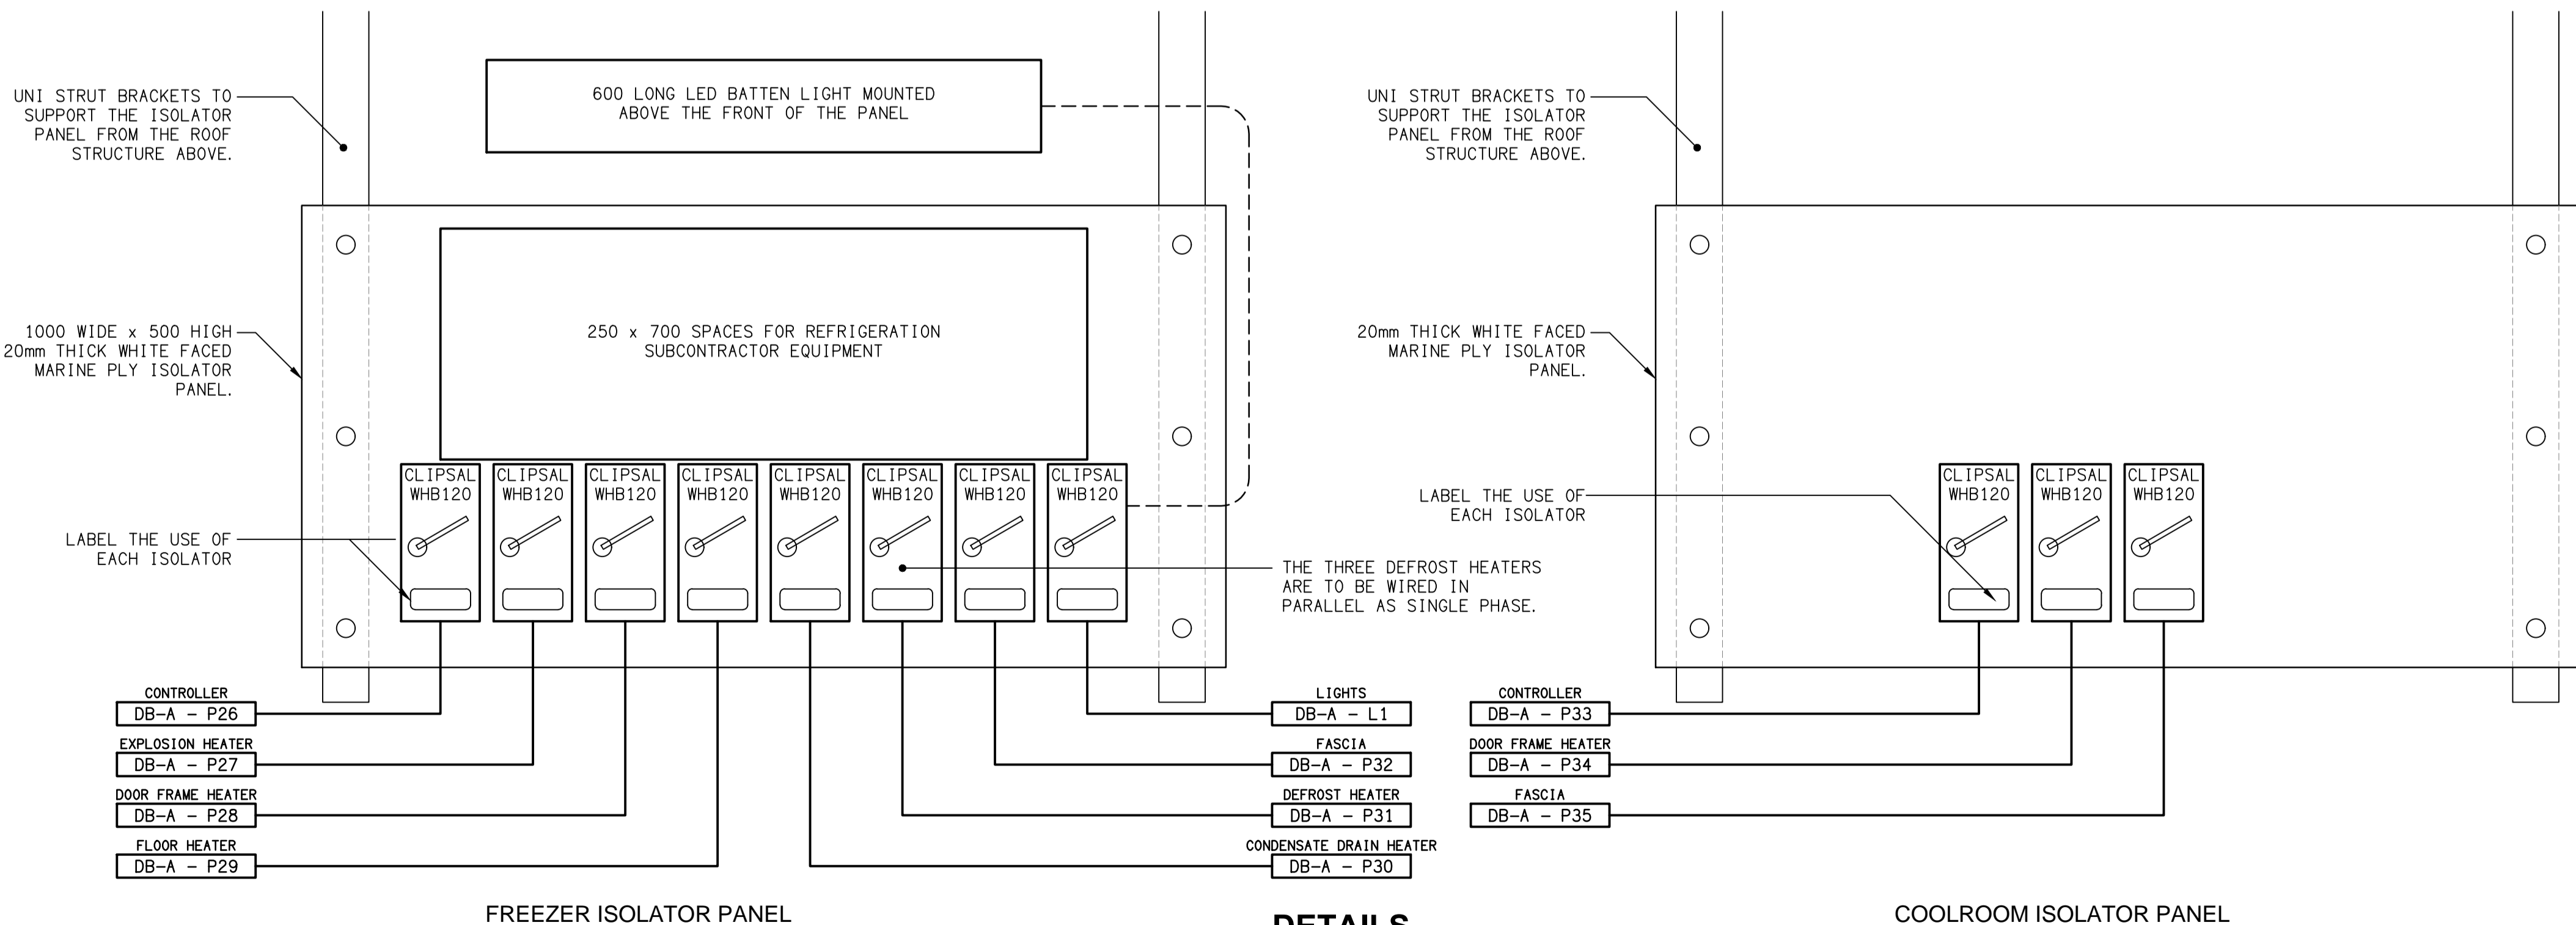 600 LONG LED BATTEN LIGHT MOUNTED
ABOVE THE FRONT OF THE PANEL
UNI STRUT BRACKETS TO
SUPPORT THE ISOLATOR
PANEL FROM THE ROOF
STRUCTURE ABOVE.
1000 WIDE x 500 HIGH
20mm THICK WHITE FACED
MARINE PLY ISOLATOR
PANEL.
250 x 700 SPACES FOR REFRIGERATION
SUBCONTRACTOR EQUIPMENT
CLIPSAL
WHB120
CLIPSAL
WHB120
CLIPSAL
WHB120
CLIPSAL
WHB120
CLIPSAL
WHB120
CLIPSAL
WHB120
CLIPSAL
WHB120
CLIPSAL
WHB120
LABEL THE USE OF
EACH ISOLATOR
THE THREE DEFROST HEATERS
ARE TO BE WIRED IN
PARALLEL AS SINGLE PHASE.
CONTROLLER
DB-A - P26
EXPLOSION HEATER
DB-A - P27
DOOR FRAME HEATER
DB-A - P28
FLOOR HEATER
DB-A - P29
LIGHTS
DB-A - L1
FASCIA
DB-A - P32
DEFROST HEATER
DB-A - P31
CONDENSATE DRAIN HEATER
DB-A - P30
FREEZER ISOLATOR PANEL
DETAILS
UNI STRUT BRACKETS TO
SUPPORT THE ISOLATOR
PANEL FROM THE ROOF
STRUCTURE ABOVE.
20mm THICK WHITE FACED
MARINE PLY ISOLATOR
PANEL.
CLIPSAL
WHB120
CLIPSAL
WHB120
CLIPSAL
WHB120
LABEL THE USE OF
EACH ISOLATOR
CONTROLLER
DB-A - P33
DOOR FRAME HEATER
DB-A - P34
FASCIA
DB-A - P35
COOLROOM ISOLATOR PANEL